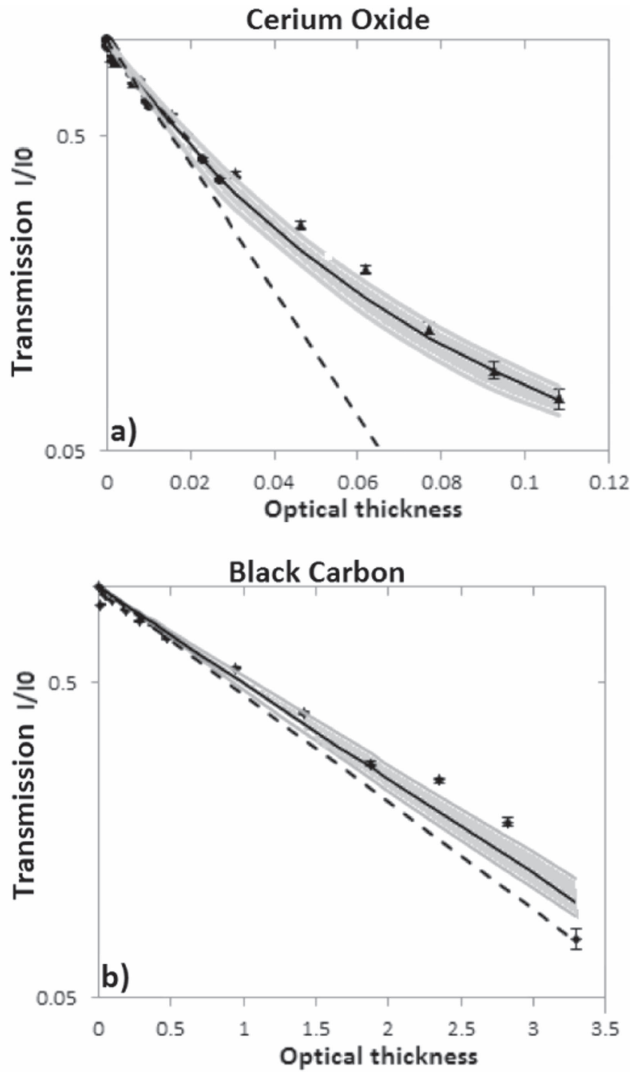 Cerium Oxide
Transmission I/I0
0.5
0.05
a)
0
0.02
0.04
0.06
0.08
0.1
0.12
Optical thickness
Black Carbon
Transmission I/I0
0.5
0.05
b)
0
0.5
1
1.5
2
2.5
3
3.5
Optical thickness